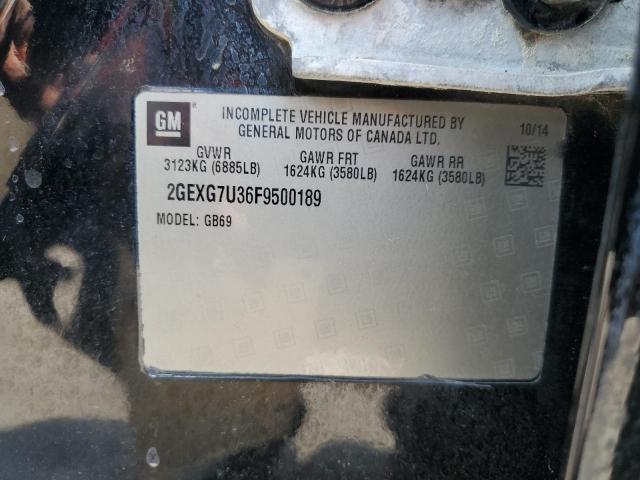 GM ®
INCOMPLETE VEHICLE MANUFACTURED BY
GENERAL MOTORS OF CANADA LTD.
10/14
GVWR GAWR FRT GAWR RR
3123KG (6885LB) 1624KG (3580LB) 1624KG (3580LB)
2GEXG7U36F9500189
MODEL: GB69